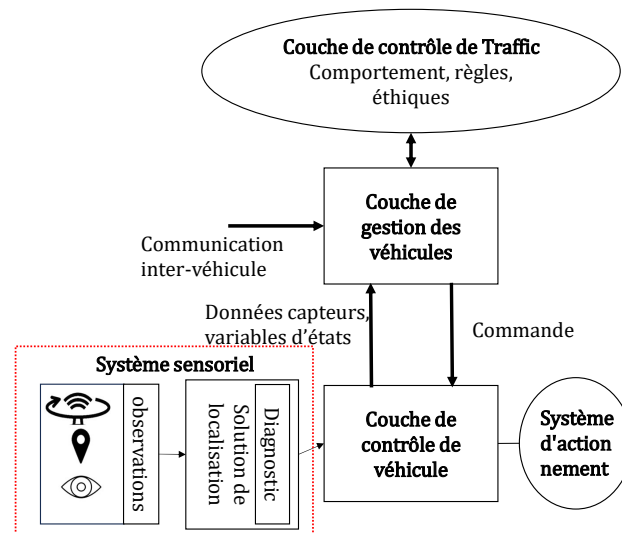 Couche de contrôle de Traffic
Comportement, règles,
éthiques
Couche de
gestion des
véhicules
Communication
inter-véhicule
Données capteurs,
variables d'états
Commande
Système sensoriel
observations
Solution de
localisation
Diagnostic
Couche de
contrôle de
véhicule
Système
d'action
nement